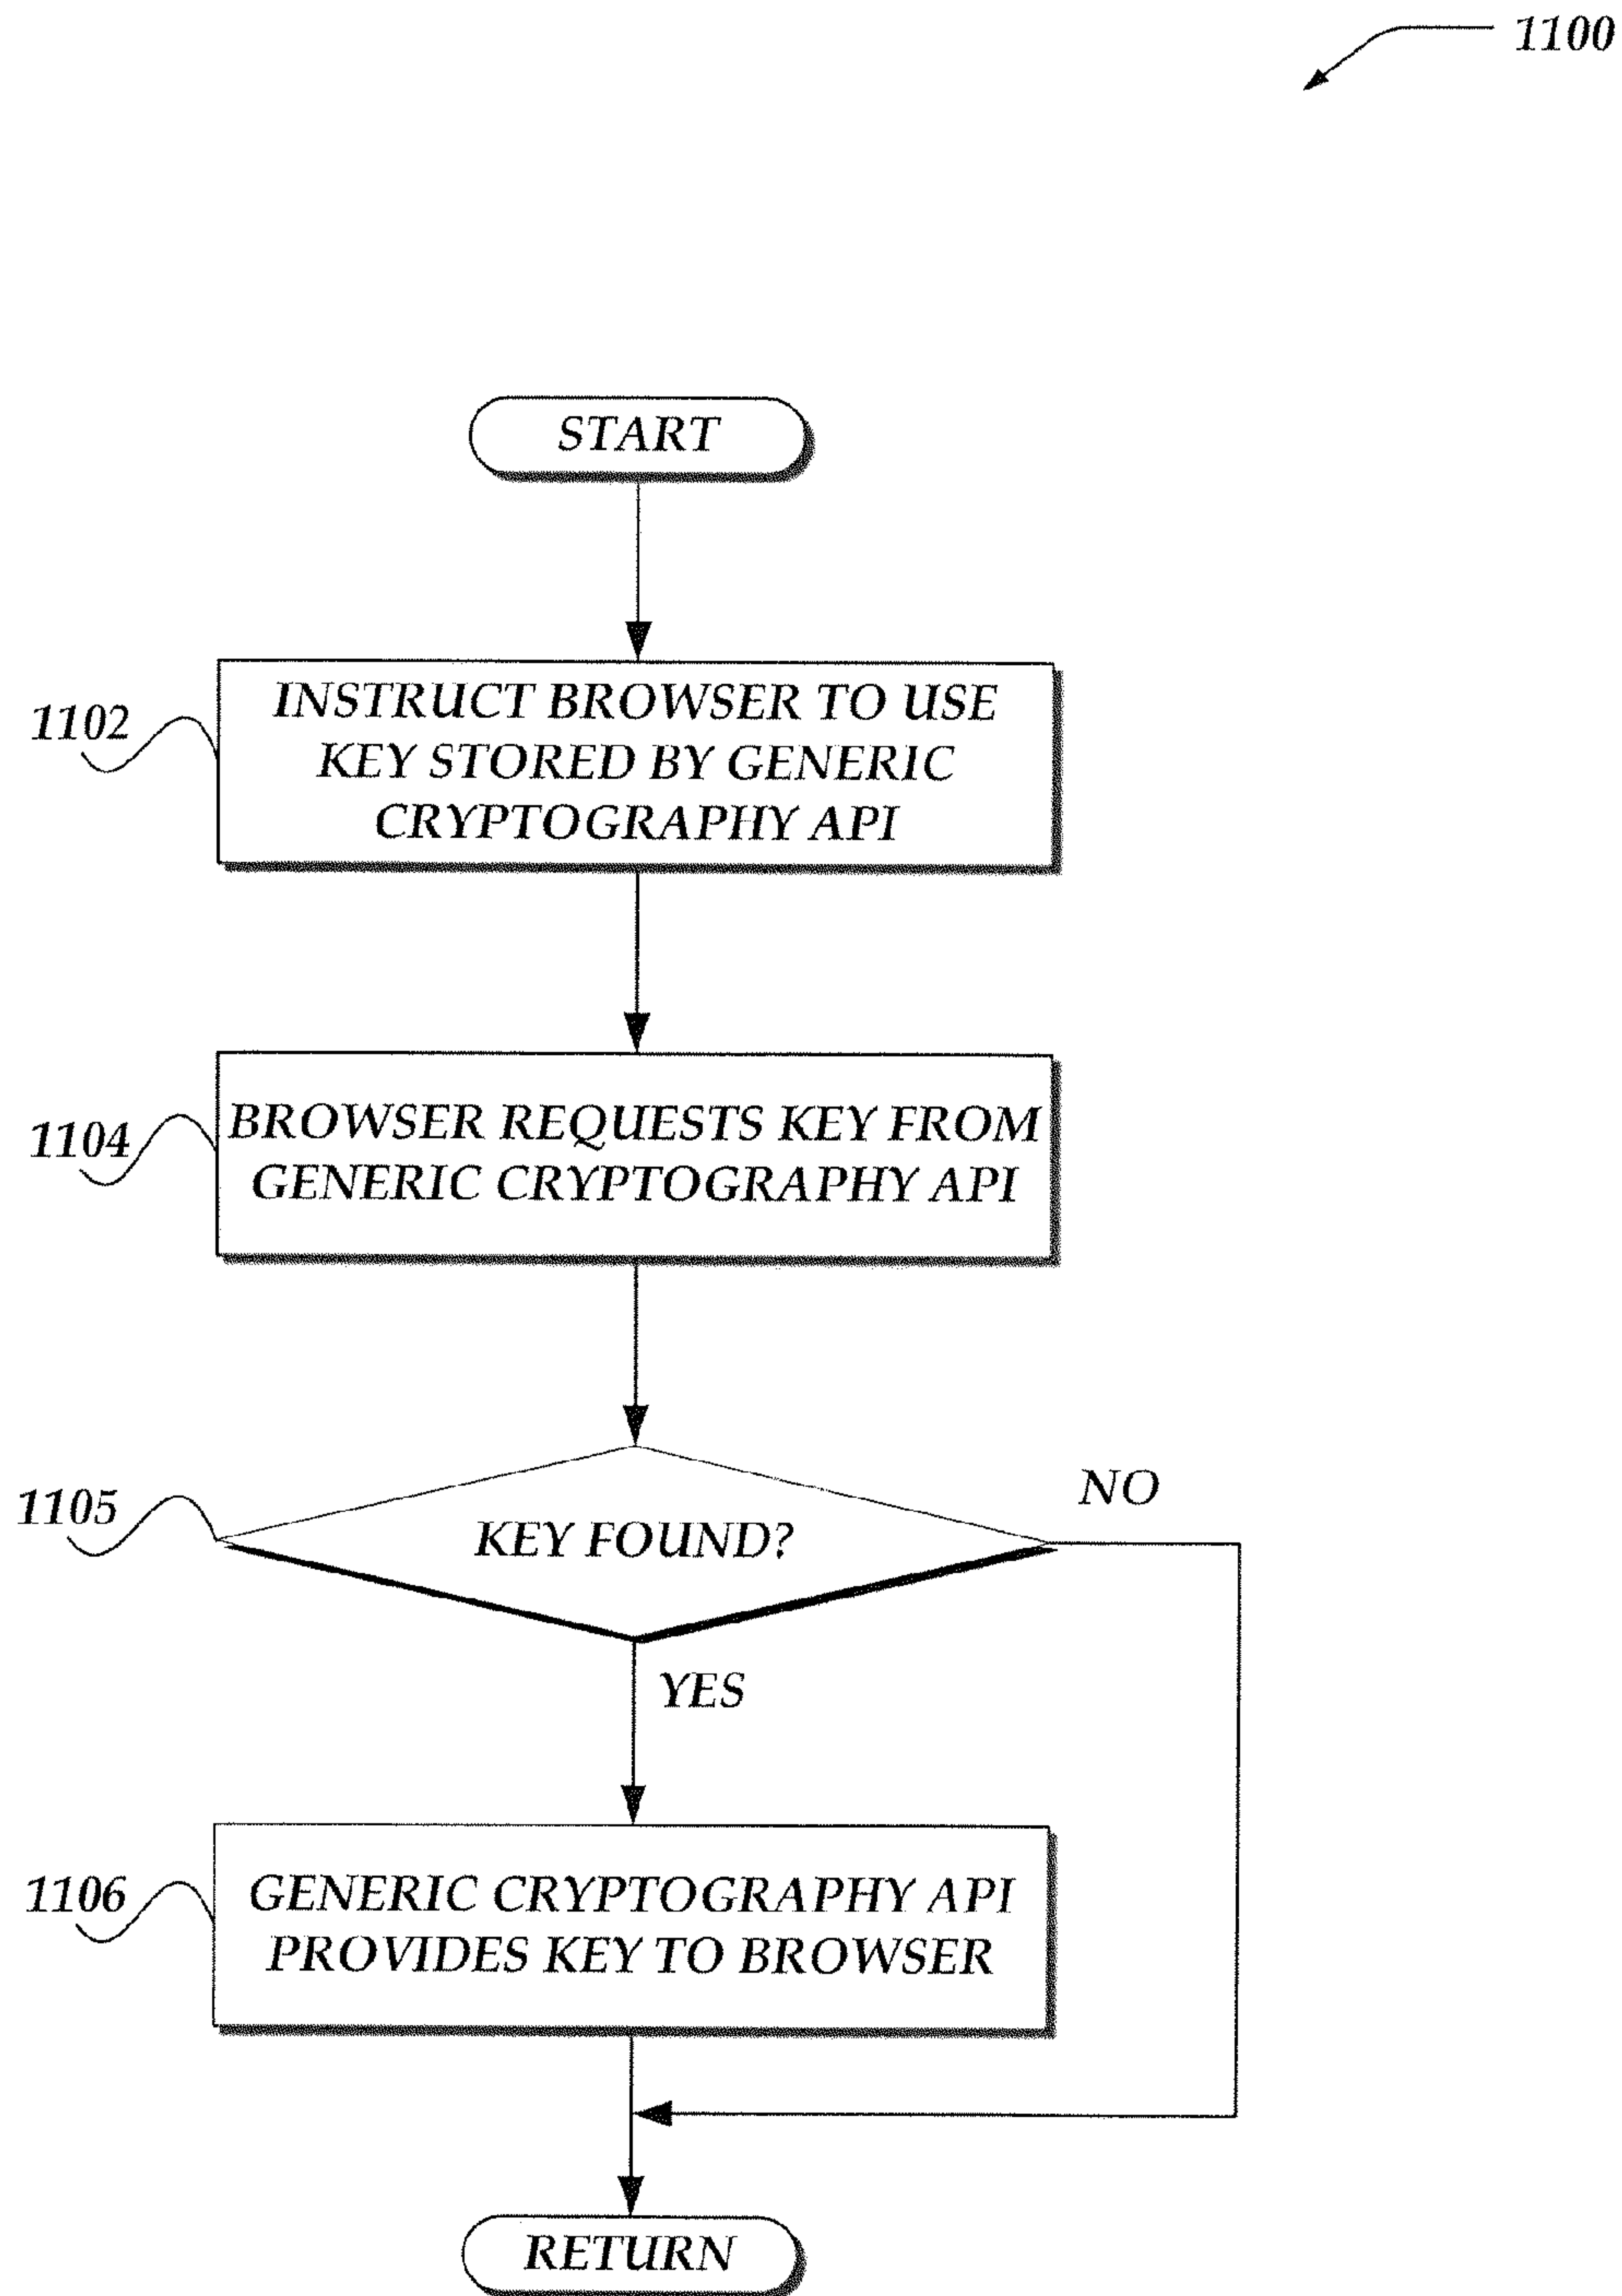 1100
START
1102
INSTRUCT BROWSER TO USE
KEY STORED BY GENERIC
CRYPTOGRAPHY API
1104
BROWSER REQUESTS KEY FROM
GENERIC CRYPTOGRAPHY API
1105
KEY FOUND?
NO
YES
1106
GENERIC CRYPTOGRAPHY API
PROVIDES KEY TO BROWSER
RETURN